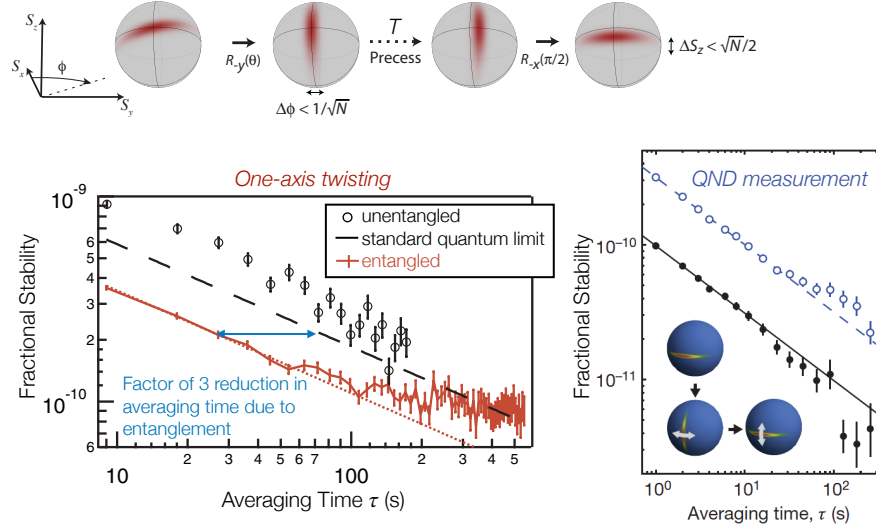 S_z
S_x
ϕ
S_y
R_-y(θ)
Δϕ < 1/√N
T
Precess
R_-x(π/2)
ΔS_z < √N/2
One-axis twisting
unentangled
standard quantum limit
entangled
Factor of 3 reduction in
averaging time due to
entanglement
Fractional Stability
10^-9
6
5
4
3
2
10^-10
6
10
3
4
5
6
7
100
2
3
4
5
Averaging Time τ (s)
QND measurement
Fractional Stability
10^-10
10^-11
10^0
10^1
10^2
Averaging time, τ (s)